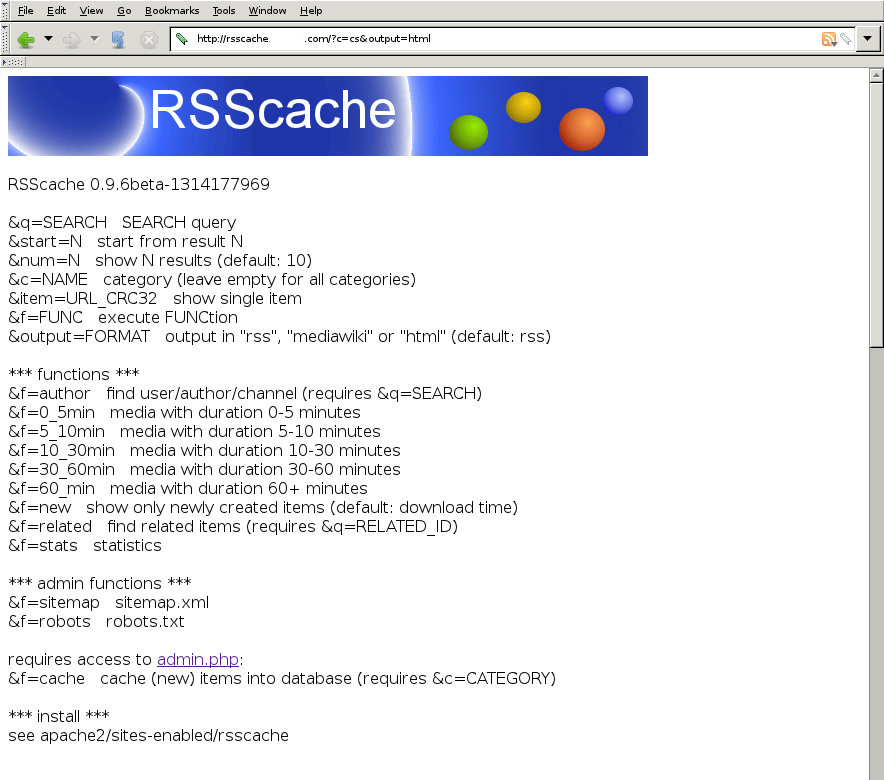 File Edit View Go Bookmarks Tools Window Help
http://rsscache. .com/?c=cs&output=html
RSScache
RSScache 0.9.6beta-1314177969
&q=SEARCH SEARCH query
&start=N start from result N
&num=N show N results (default: 10)
&c=NAME category (leave empty for all categories)
&item=URL_CRC32 show single item
&f=FUNC execute FUNCtion
&output=FORMAT output in "rss", "mediawiki" or "html" (default: rss)
*** functions ***
&f=author find user/author/channel (requires &q=SEARCH)
&f=0_5min media with duration 0-5 minutes
&f=5_10min media with duration 5-10 minutes
&f=10_30min media with duration 10-30 minutes
&f=30_60min media with duration 30-60 minutes
&f=60_min media with duration 60+ minutes
&f=new show only newly created items (default: download time)
&f=related find related items (requires &q=RELATED_ID)
&f=stats statistics
*** admin functions ***
&f=sitemap sitemap.xml
&f=robots robots.txt
requires access to admin.php:
&f=cache cache (new) items into database (requires &c=CATEGORY)
*** install ***
see apache2/sites-enabled/rsscache